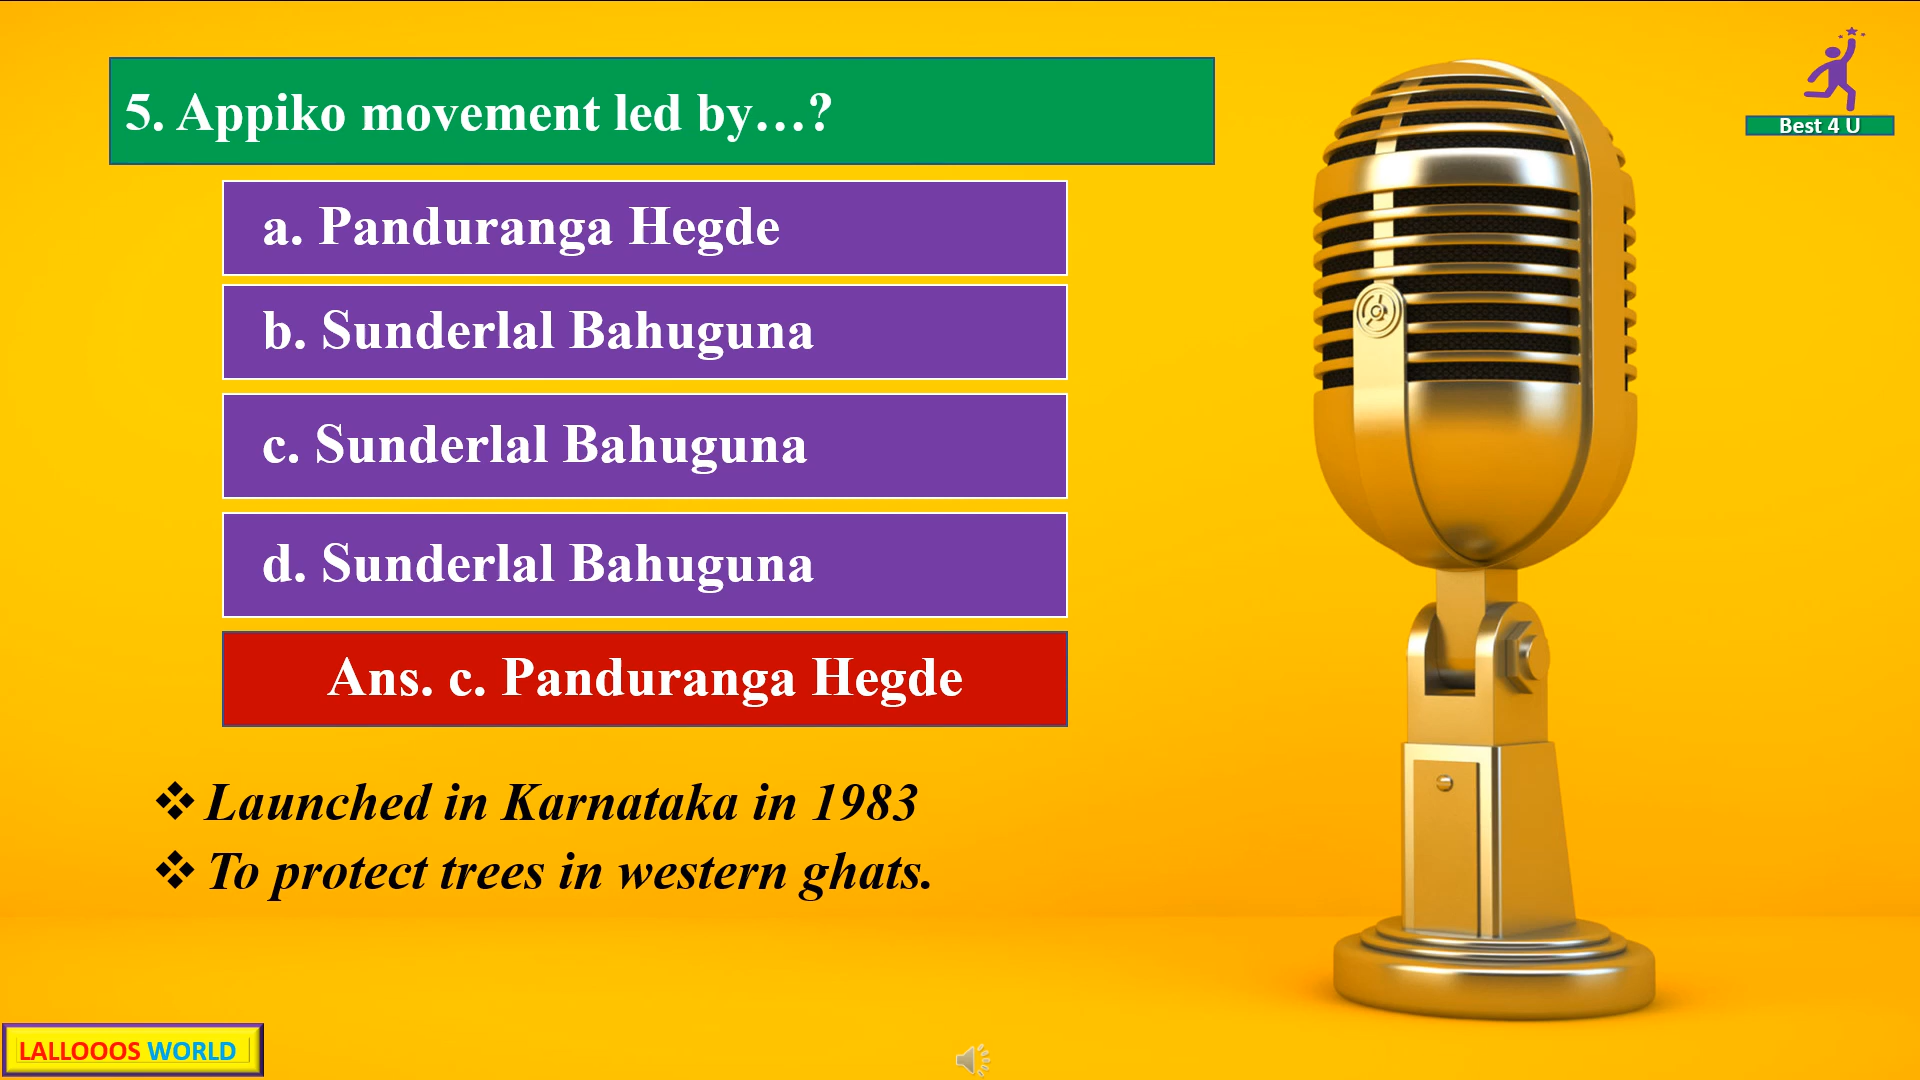 5. Appiko movement led by…?
Best 4 U
a. Panduranga Hegde
b. Sunderlal Bahuguna
c. Sunderlal Bahuguna
d. Sunderlal Bahuguna
Ans. c. Panduranga Hegde
❖ Launched in Karnataka in 1983
❖ To protect trees in western ghats.
LALLOOOS WORLD